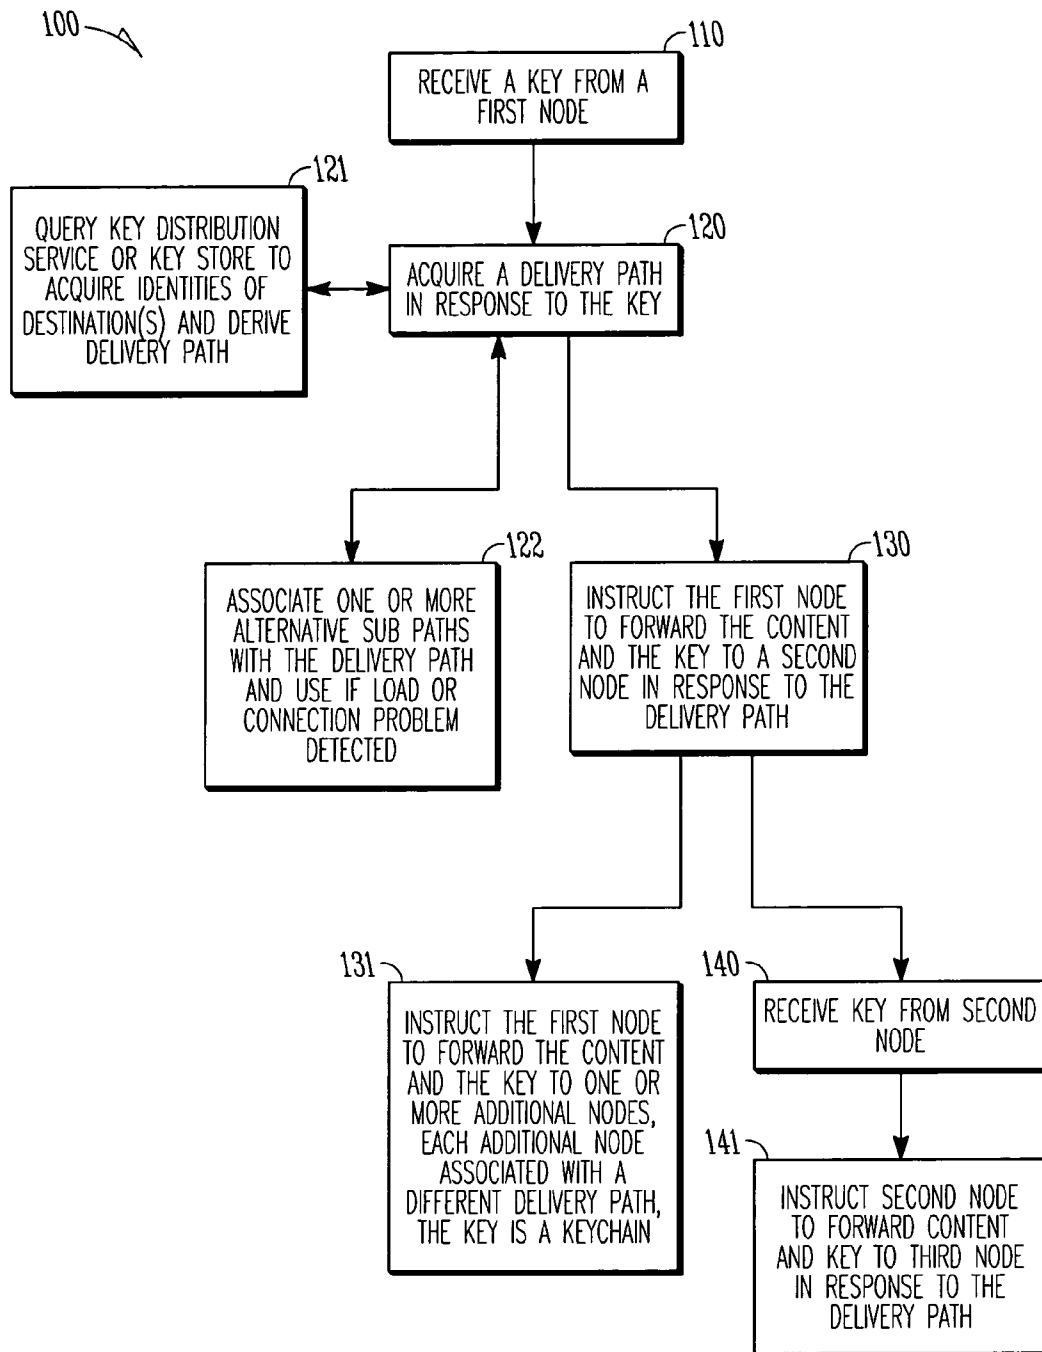 100
110
RECEIVE A KEY FROM A
FIRST NODE
121
QUERY KEY DISTRIBUTION
SERVICE OR KEY STORE TO
ACQUIRE IDENTITIES OF
DESTINATION(S) AND DERIVE
DELIVERY PATH
120
ACQUIRE A DELIVERY PATH
IN RESPONSE TO THE KEY
122
ASSOCIATE ONE OR MORE
ALTERNATIVE SUB PATHS
WITH THE DELIVERY PATH
AND USE IF LOAD OR
CONNECTION PROBLEM
DETECTED
130
INSTRUCT THE FIRST NODE
TO FORWARD THE CONTENT
AND THE KEY TO A SECOND
NODE IN RESPONSE TO THE
DELIVERY PATH
131
INSTRUCT THE FIRST NODE
TO FORWARD THE CONTENT
AND THE KEY TO ONE OR
MORE ADDITIONAL NODES,
EACH ADDITIONAL NODE
ASSOCIATED WITH A
DIFFERENT DELIVERY PATH,
THE KEY IS A KEYCHAIN
140
RECEIVE KEY FROM SECOND
NODE
141
INSTRUCT SECOND NODE
TO FORWARD CONTENT
AND KEY TO THIRD NODE
IN RESPONSE TO THE
DELIVERY PATH